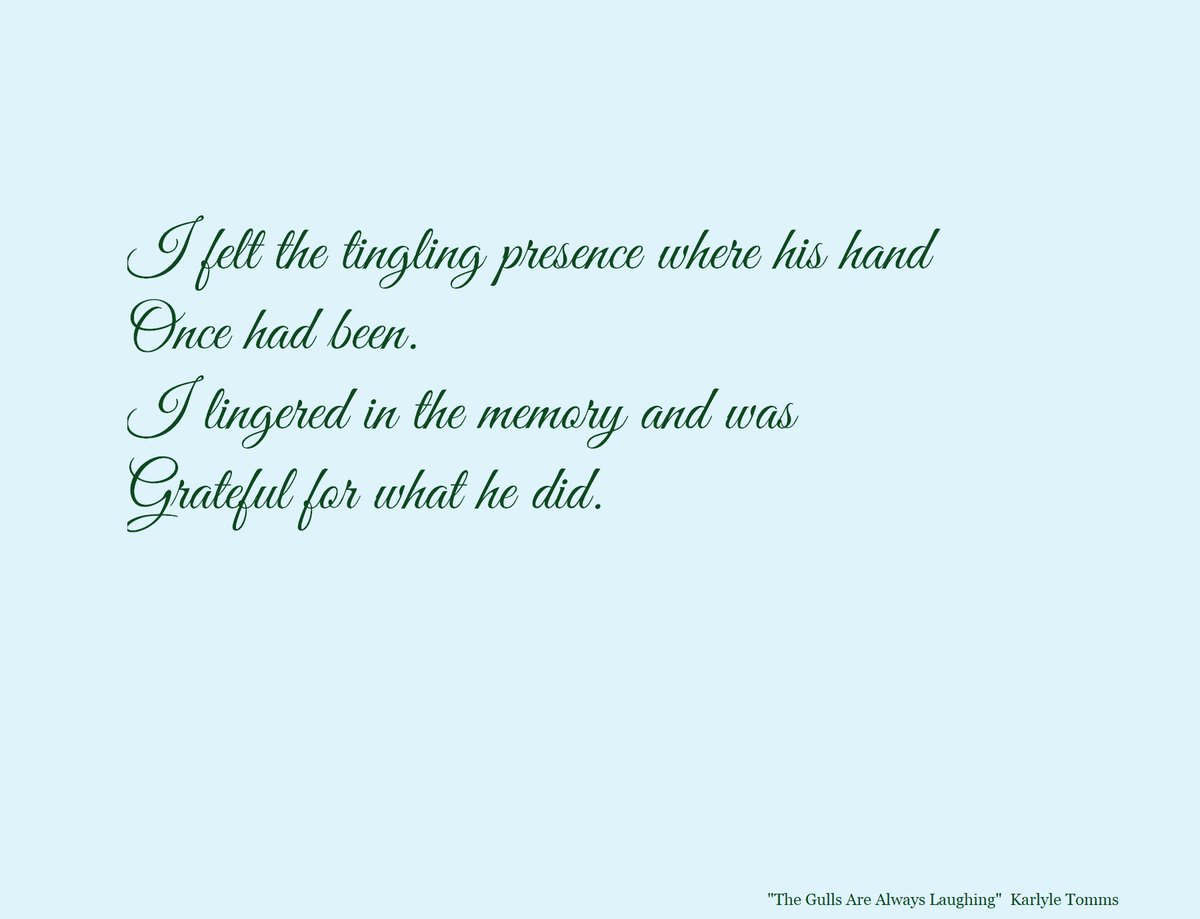 I felt the tingling presence where his hand
Once had been.
I lingered in the memory and was
Grateful for what he did.
"The Gulls Are Always Laughing"  Karlyle Tomms